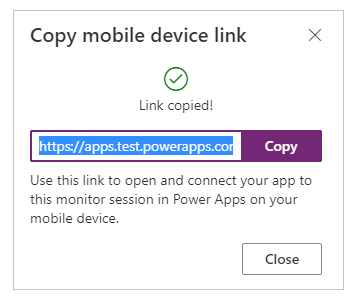 Copy mobile device link
Link copied!
https://apps.test.powerapps.cor Copy
Use this link to open and connect your app to
this monitor session in Power Apps on your
mobile device.
Close